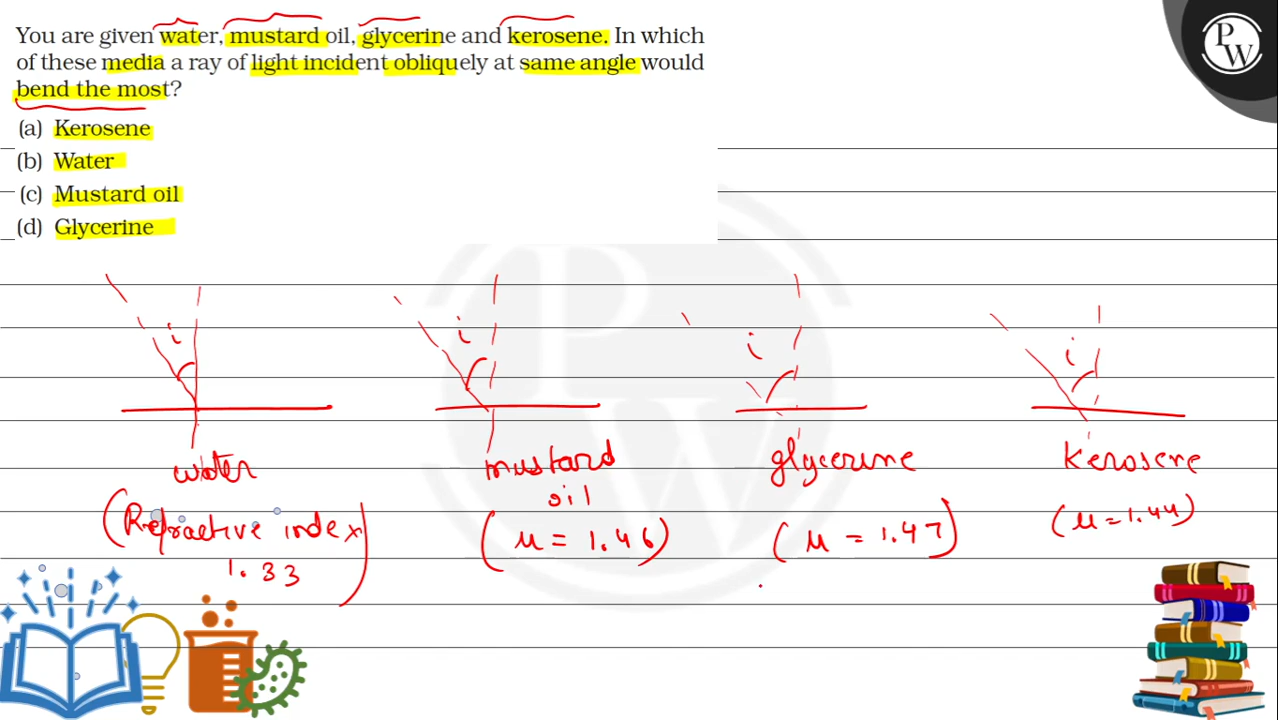 You are given water, mustard oil, glycerine and kerosene. In which
of these media a ray of light incident obliquely at same angle would
bend the most?
(a) Kerosene
(b) Water
(c) Mustard oil
(d) Glycerine
P
W
i
i
i
i
water
(Refractive index)
1.33
mustard
oil
(μ = 1.46)
glycerine
(μ = 1.47)
Kerosene
(μ = 1.44)
P
W